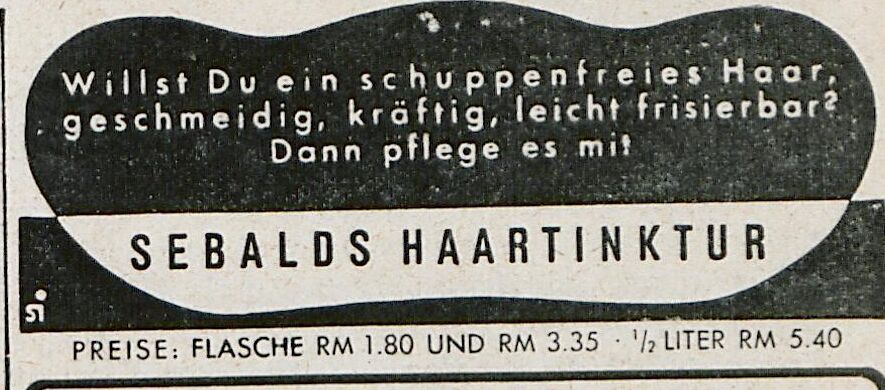 Willst Du ein schuppenfreies Haar,
geschmeidig, kräftig, leicht frisierbar?
Dann pflege es mit
SEBALDS HAARTINKTUR
si
PREISE: FLASCHE RM 1.80 UND RM 3.35 · ½ LITER RM 5.40